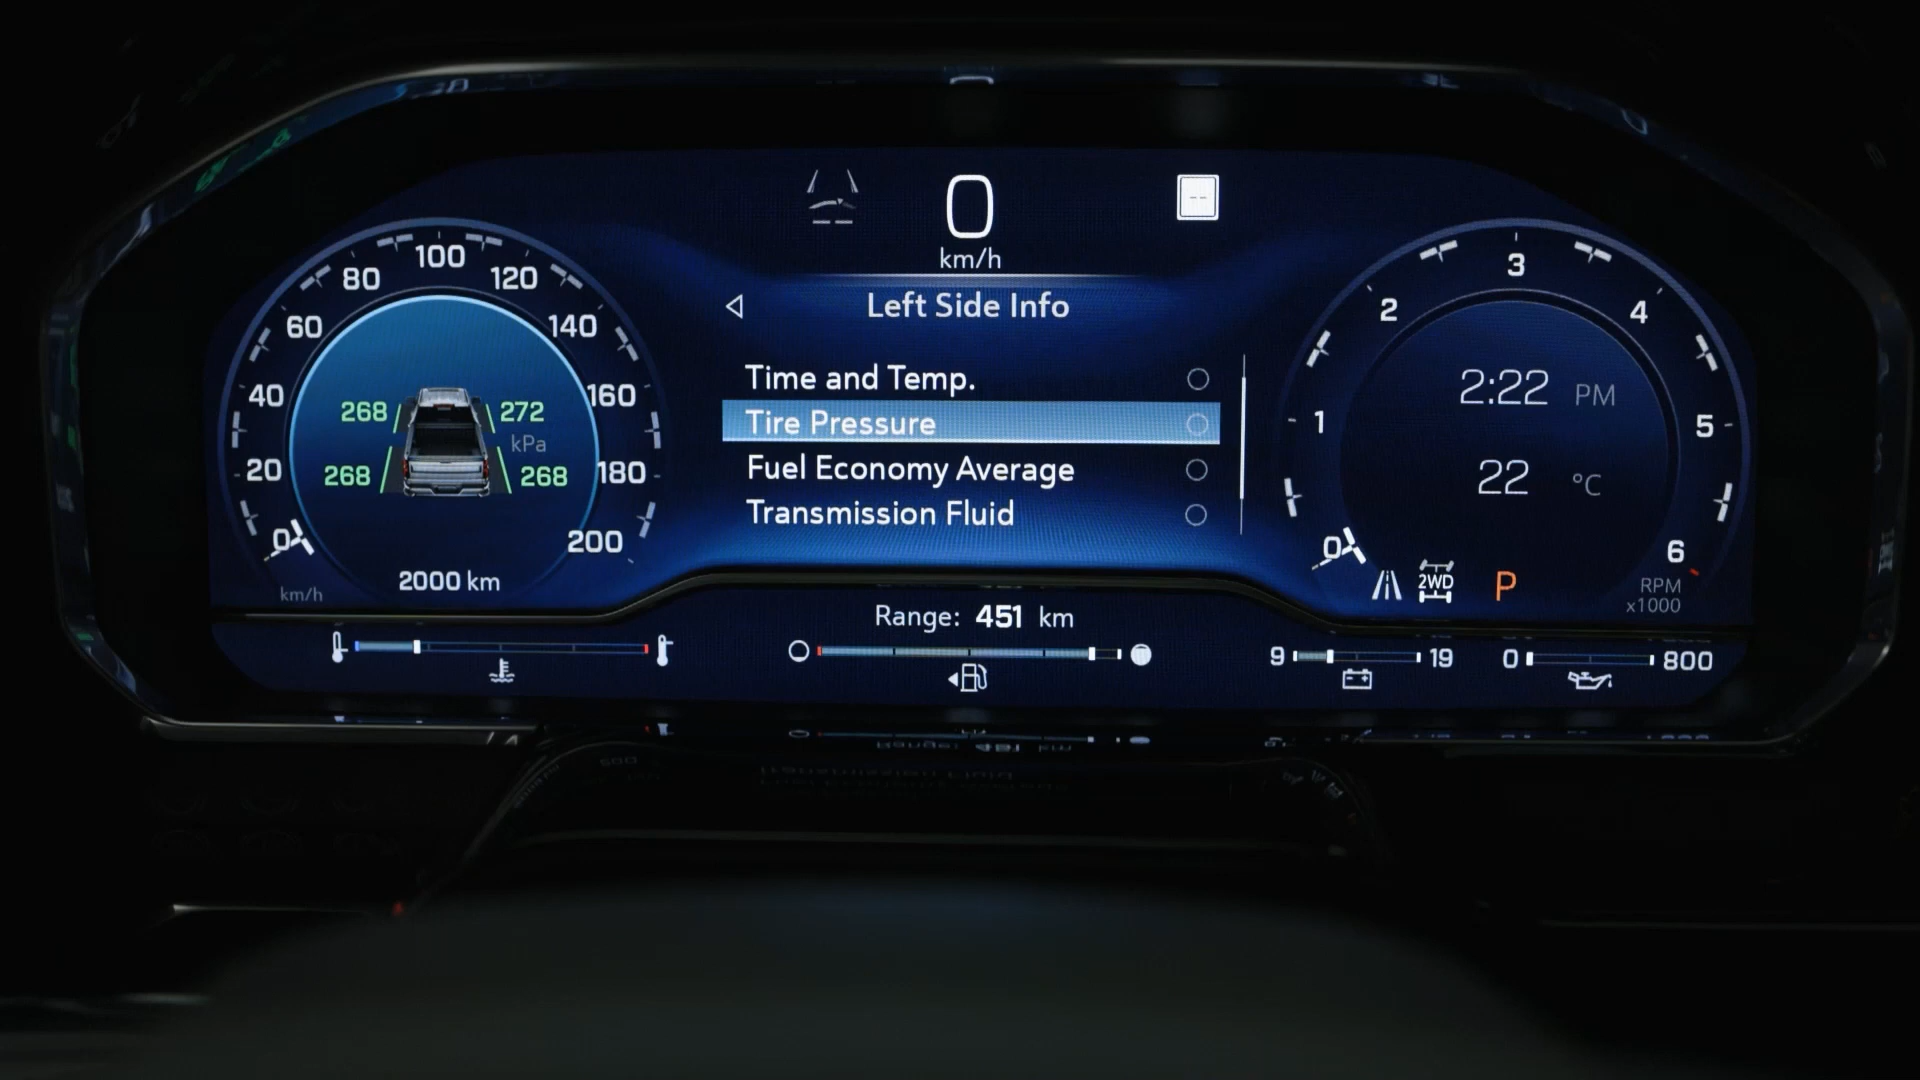 0
km/h
Left Side Info
Time and Temp.
Tire Pressure
Fuel Economy Average
Transmission Fluid
0
20
40
60
80
100
120
140
160
180
200
km/h
268
272
kPa
268
268
2000 km
0
1
2
3
4
5
6
RPM
x1000
2:22 PM
22 °C
2WD
P
Range: 451 km
9
19
0
800